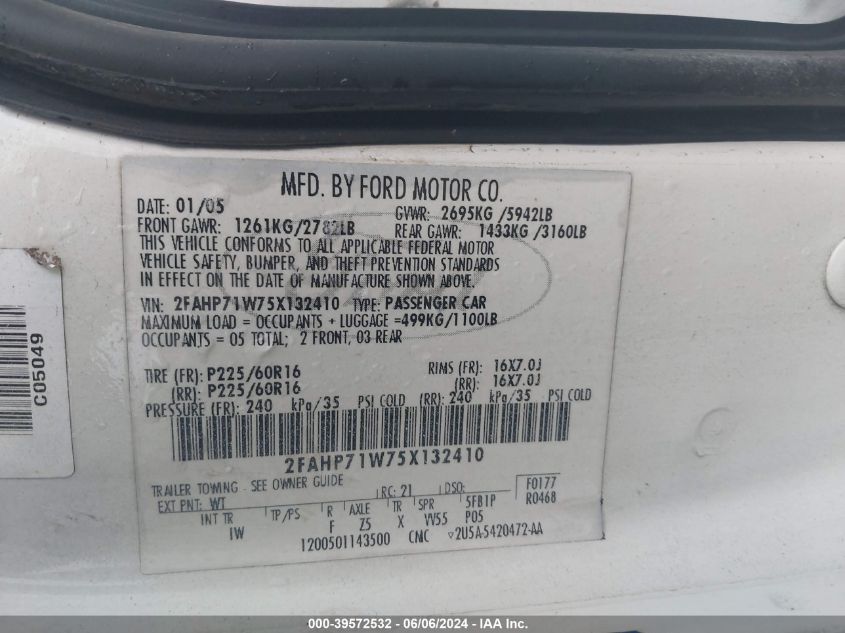 MFD. BY FORD MOTOR CO.
DATE: 01/05 GVWR: 2695KG /5942LB
FRONT GAWR: 1261KG/2782LB REAR GAWR: 1433KG /3160LB
THIS VEHICLE CONFORMS TO ALL APPLICABLE FEDERAL MOTOR
VEHICLE SAFETY, BUMPER, AND THEFT PREVENTION STANDARDS
IN EFFECT ON THE DATE OF MANUFACTURE SHOWN ABOVE.
VIN: 2FAHP71W75X132410 TYPE: PASSENGER CAR
MAXIMUM LOAD = OCCUPANTS + LUGGAGE =499KG/1100LB
OCCUPANTS = 05 TOTAL; 2 FRONT, 03 REAR
TIRE (FR): P225/60R16 RIMS (FR): 16X7.0J
(RR): P225/60R16 (RR): 16X7.0J
PRESSURE (FR): 240 kPa/35 PSI COLD (RR): 240 kPa/35 PSI COLD
2FAHP71W75X132410
TRAILER TOWING - SEE OWNER GUIDE
EXT PNT: WT RC: 21 DSO: F0177
R0468
INT TR TP/PS R AXLE TR SPR 5FB1P
IW F Z5 X VV55 P05
1200501143500 CMC ▽2U5A-5420472-AA
C05049
000-39572532 - 06/06/2024 - IAA Inc.